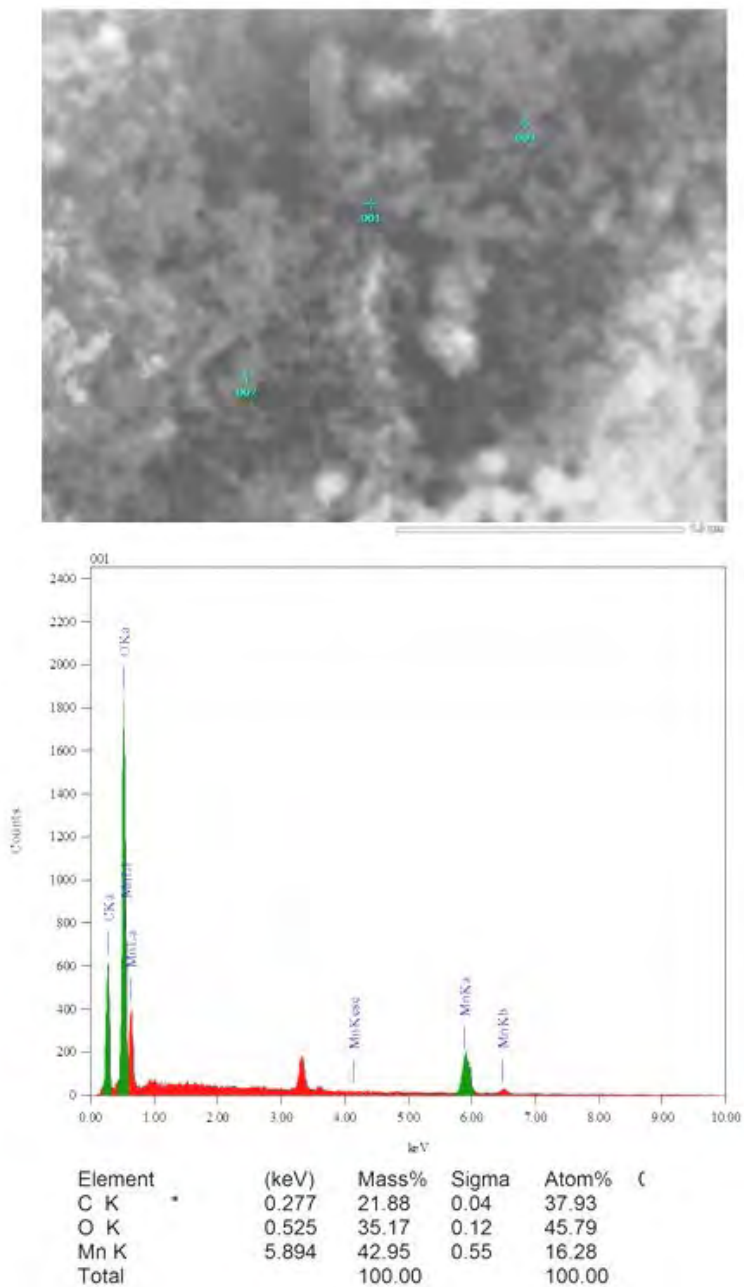 001
001
2400
2200
2000
1800
1600
1400
1200
1000
800
600
400
200
0
Counts
CKa
OKa
MnLa
MnKesc
MnKa
MnKb
0.00 1.00 2.00 3.00 4.00 5.00 6.00 7.00 8.00 9.00 10.00
keV
Element (keV) Mass% Sigma Atom%
C K * 0.277 21.88 0.04 37.93
O K 0.525 35.17 0.12 45.79
Mn K 5.894 42.95 0.55 16.28
Total 100.00 100.00